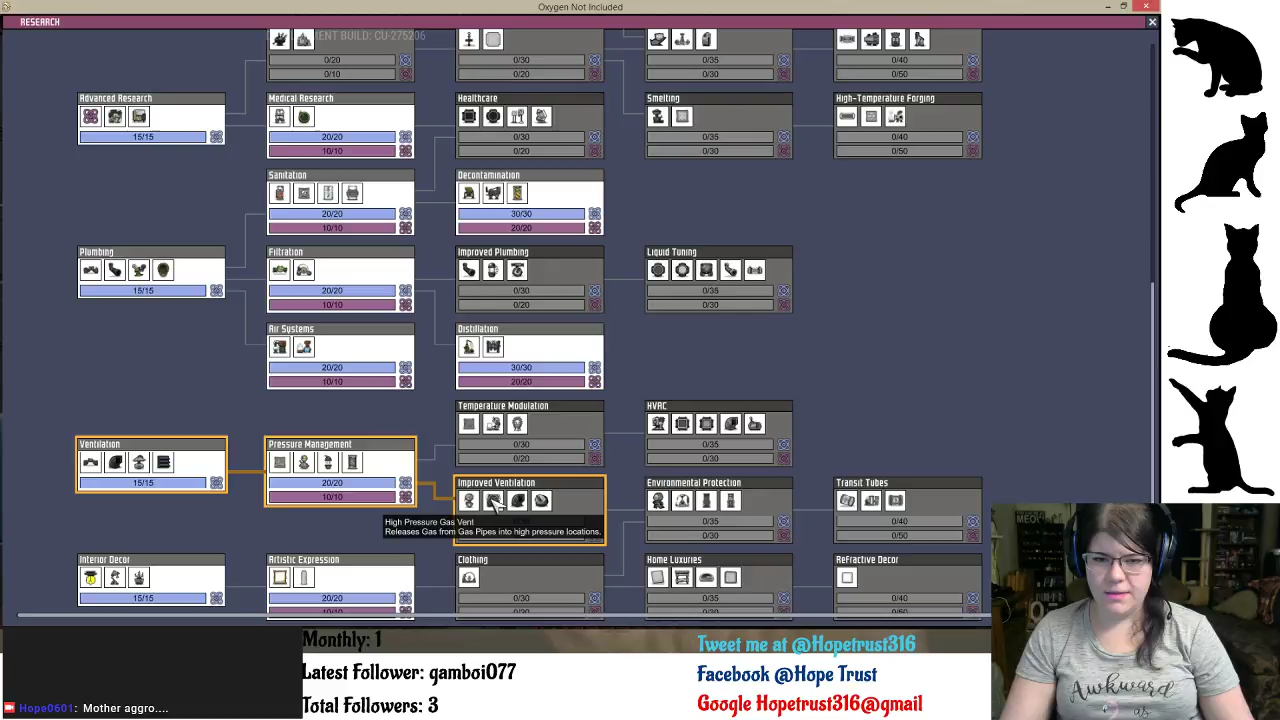 Oxygen Not Included
RESEARCH
ENT BUILD: CU-275206
0/20
0/10
0/30
0/20
0/35
0/30
0/40
0/50
Advanced Research
15/15
Medical Research
20/20
10/10
Healthcare
0/30
0/20
Smelting
0/35
0/30
High-Temperature Forging
0/40
0/50
Sanitation
20/20
10/10
Decontamination
30/30
20/20
Plumbing
15/15
Filtration
20/20
10/10
Improved Plumbing
0/30
0/20
Liquid Tuning
0/35
0/30
Air Systems
20/20
10/10
Distillation
30/30
20/20
Temperature Modulation
0/30
0/20
HVAC
0/35
0/30
Ventilation
15/15
Pressure Management
20/20
10/10
Improved Ventilation
High Pressure Gas Vent
Releases Gas from Gas Pipes into high pressure locations.
Environmental Protection
0/35
0/30
Transit Tubes
0/40
0/50
Interior Decor
15/15
Artistic Expression
20/20
10/10
Clothing
0/30
Home Luxuries
0/35
Refractive Decor
0/40
Monthly: 1
Latest Follower: gamboi077
Total Followers: 3
Tweet me at @Hopetrust316
Facebook @Hope Trust
Google Hopetrust316@gmail
Hope0601: Mother aggro....
Awkward